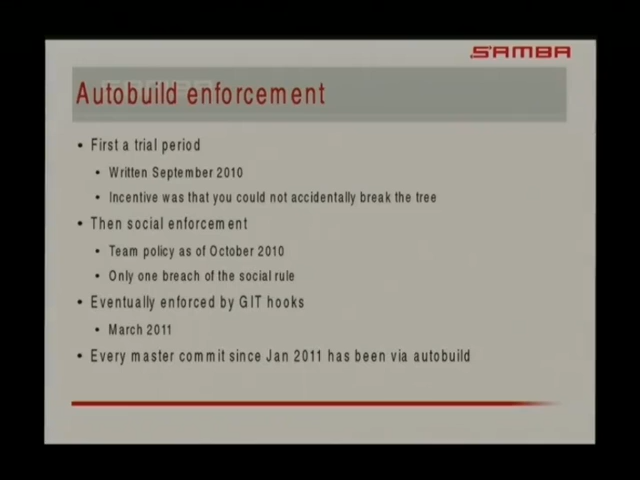 SAMBA
Autobuild enforcement
• First a trial period
• Written September 2010
• Incentive was that you could not accidentally break the tree
• Then social enforcement
• Team policy as of October 2010
• Only one breach of the social rule
• Eventually enforced by GIT hooks
• March 2011
• Every master commit since Jan 2011 has been via autobuild